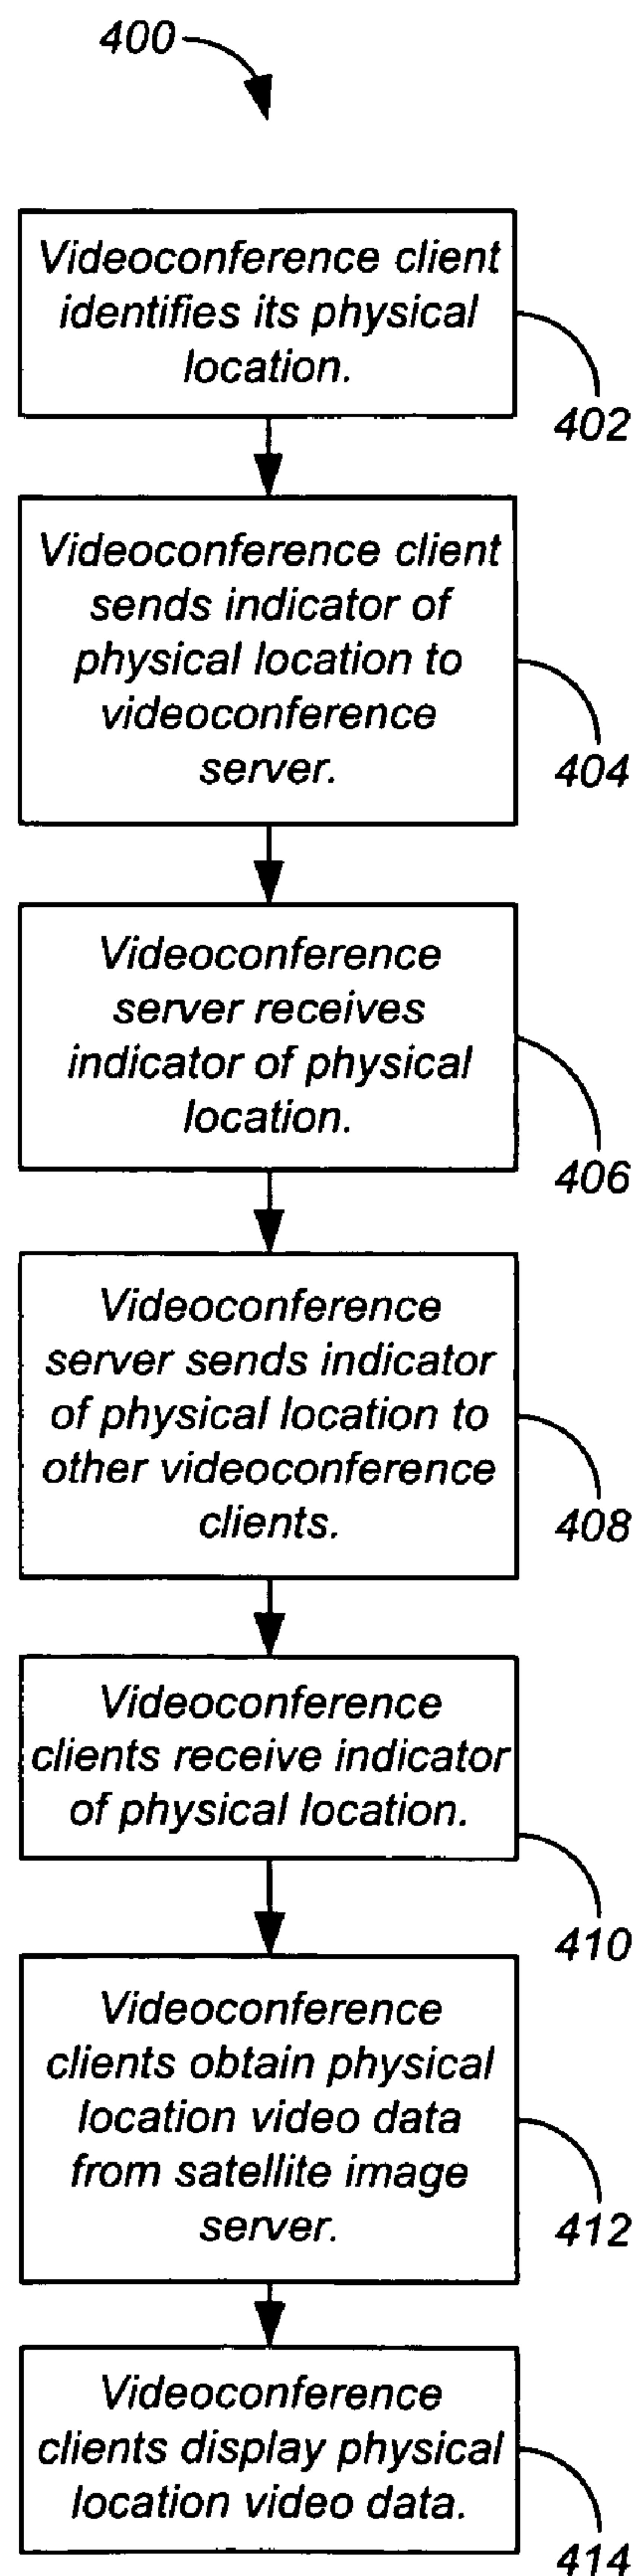 400
Videoconference client
identifies its physical
location.
402
Videoconference client
sends indicator of
physical location to
videoconference
server.
404
Videoconference
server receives
indicator of physical
location.
406
Videoconference
server sends indicator
of physical location to
other videoconference
clients.
408
Videoconference
clients receive indicator
of physical location.
410
Videoconference
clients obtain physical
location video data
from satellite image
server.
412
Videoconference
clients display physical
location video data.
414